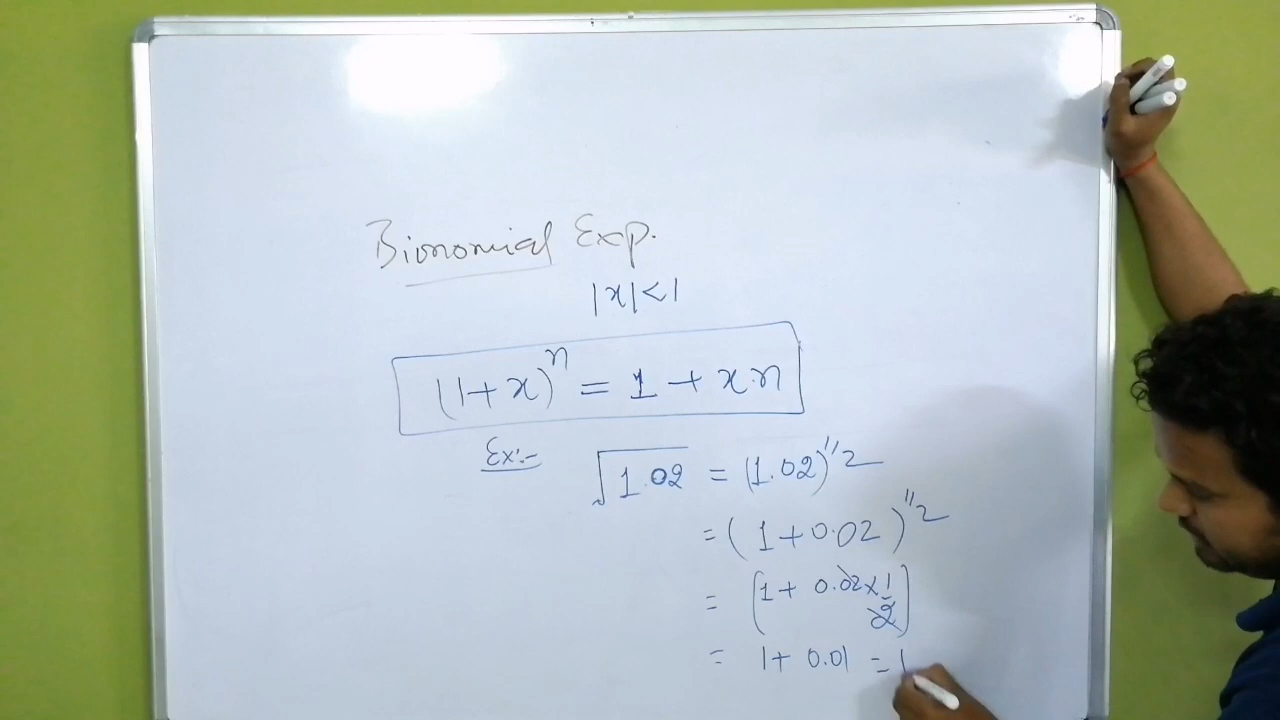 Bionomial Exp.
|x|<1
(1+x)^n = 1 + x.n
Ex:- √1.02 = (1.02)^1/2
= (1+0.02)^1/2
= [1+ 0.02×1/2]
= 1+ 0.01 = 1